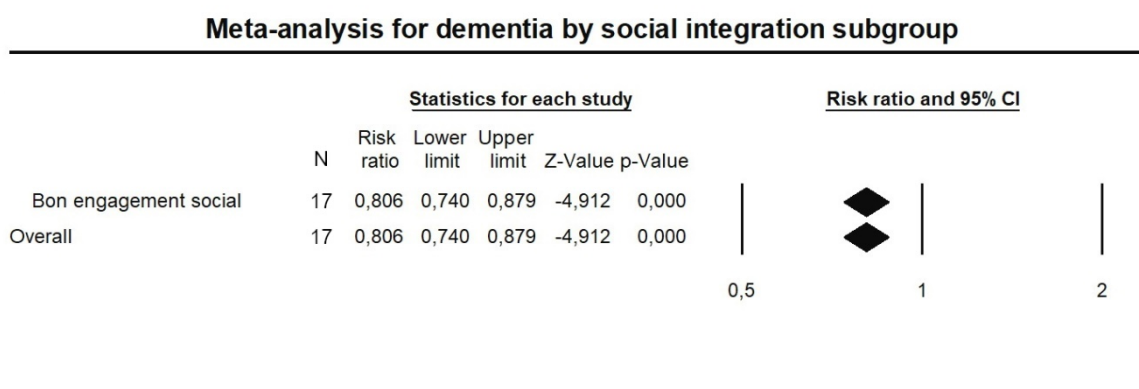 Meta-analysis for dementia by social integration subgroup
Statistics for each study Risk ratio and 95% CI
N Risk ratio Lower limit Upper limit Z-Value p-Value
Bon engagement social 17 0,806 0,740 0,879 -4,912 0,000
Overall 17 0,806 0,740 0,879 -4,912 0,000
0,5 1 2